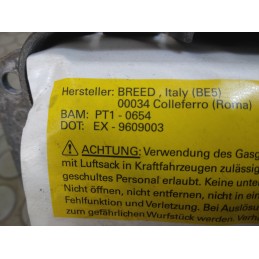 Hersteller: BREED , Italy (BE5)
00034 Colleferro (Roma)
BAM: PT1 - 0654
DOT: EX - 9609003
⚠ ACHTUNG: Verwendung des Gasg
mit Luftsack in Kraftfahrzeugen zulässig
geschultes Personal erlaubt. Keine unter
Nicht öffnen, nicht entfernen, nicht in ein
Fehlfunktion und Verletzung. Bei Auslösu
zum gefährlichen Wurfstück werden. Verfah